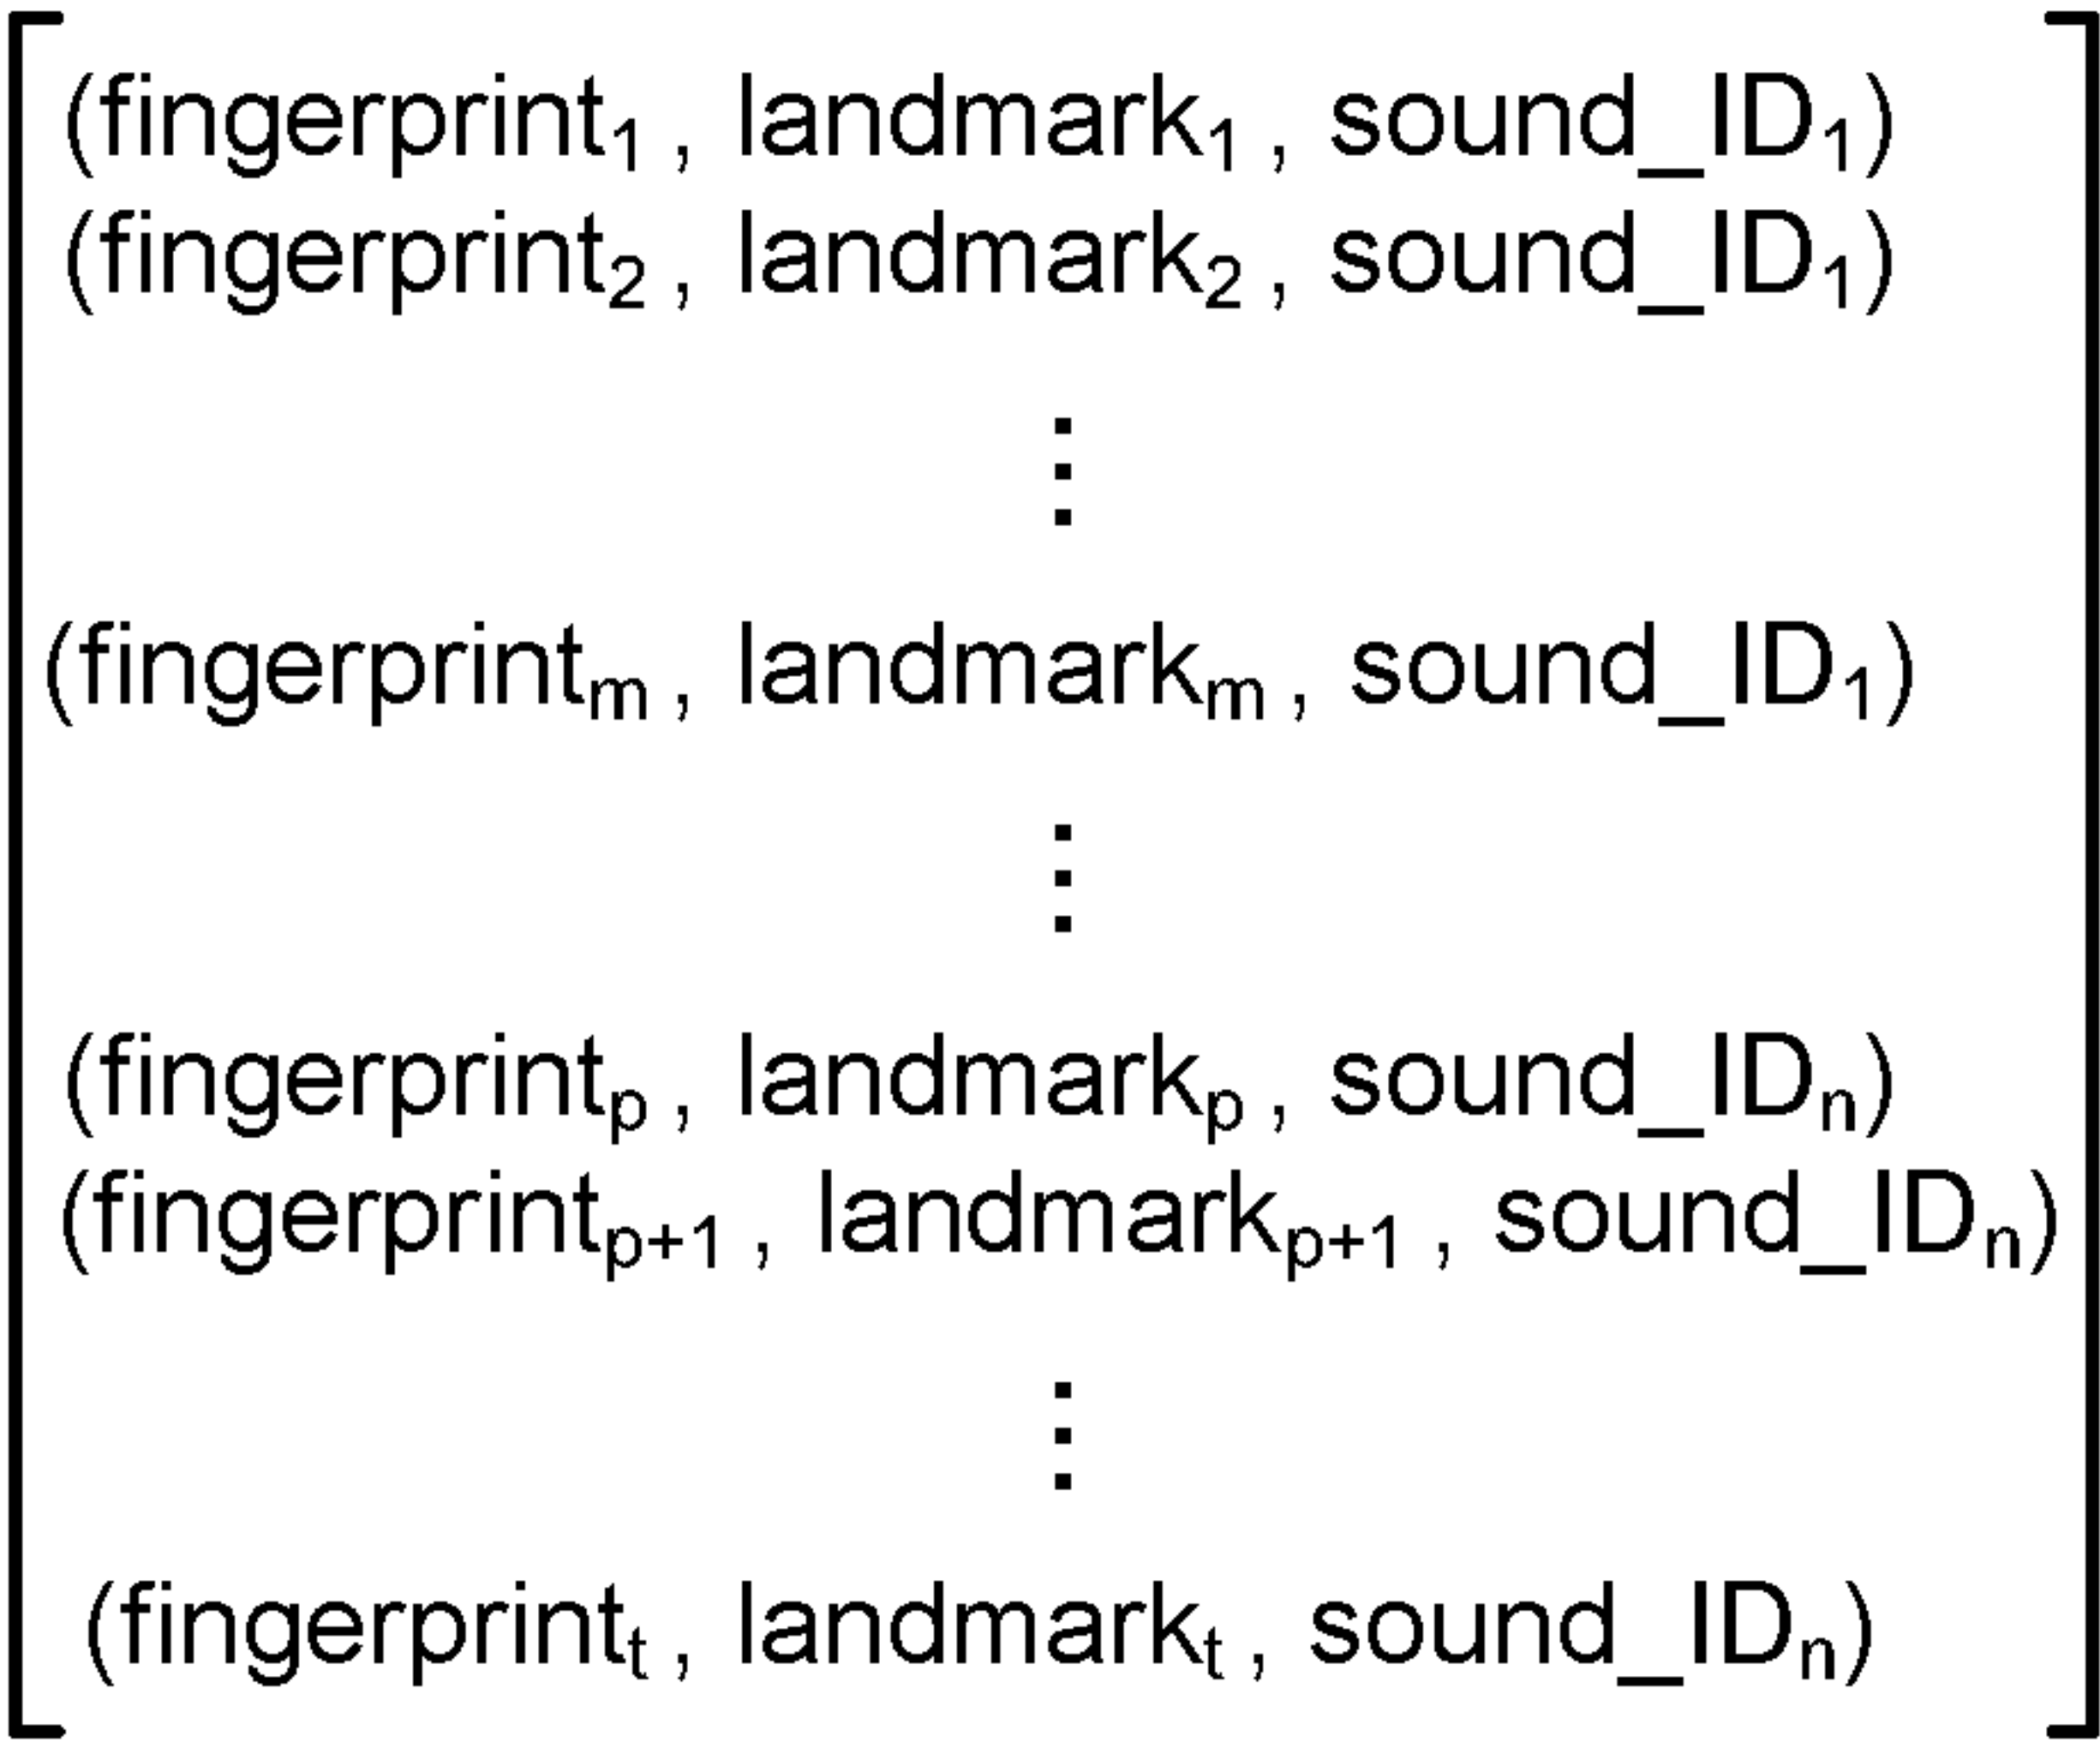 (fingerprint₁, landmark₁, sound_ID₁)
(fingerprint₂, landmark₂, sound_ID₁)
⋮
(fingerprintₘ, landmarkₘ, sound_ID₁)
⋮
(fingerprintₚ, landmarkₚ, sound_IDₙ)
(fingerprintₚ₊₁, landmarkₚ₊₁, sound_IDₙ)
⋮
(fingerprintₜ, landmarkₜ, sound_IDₙ)